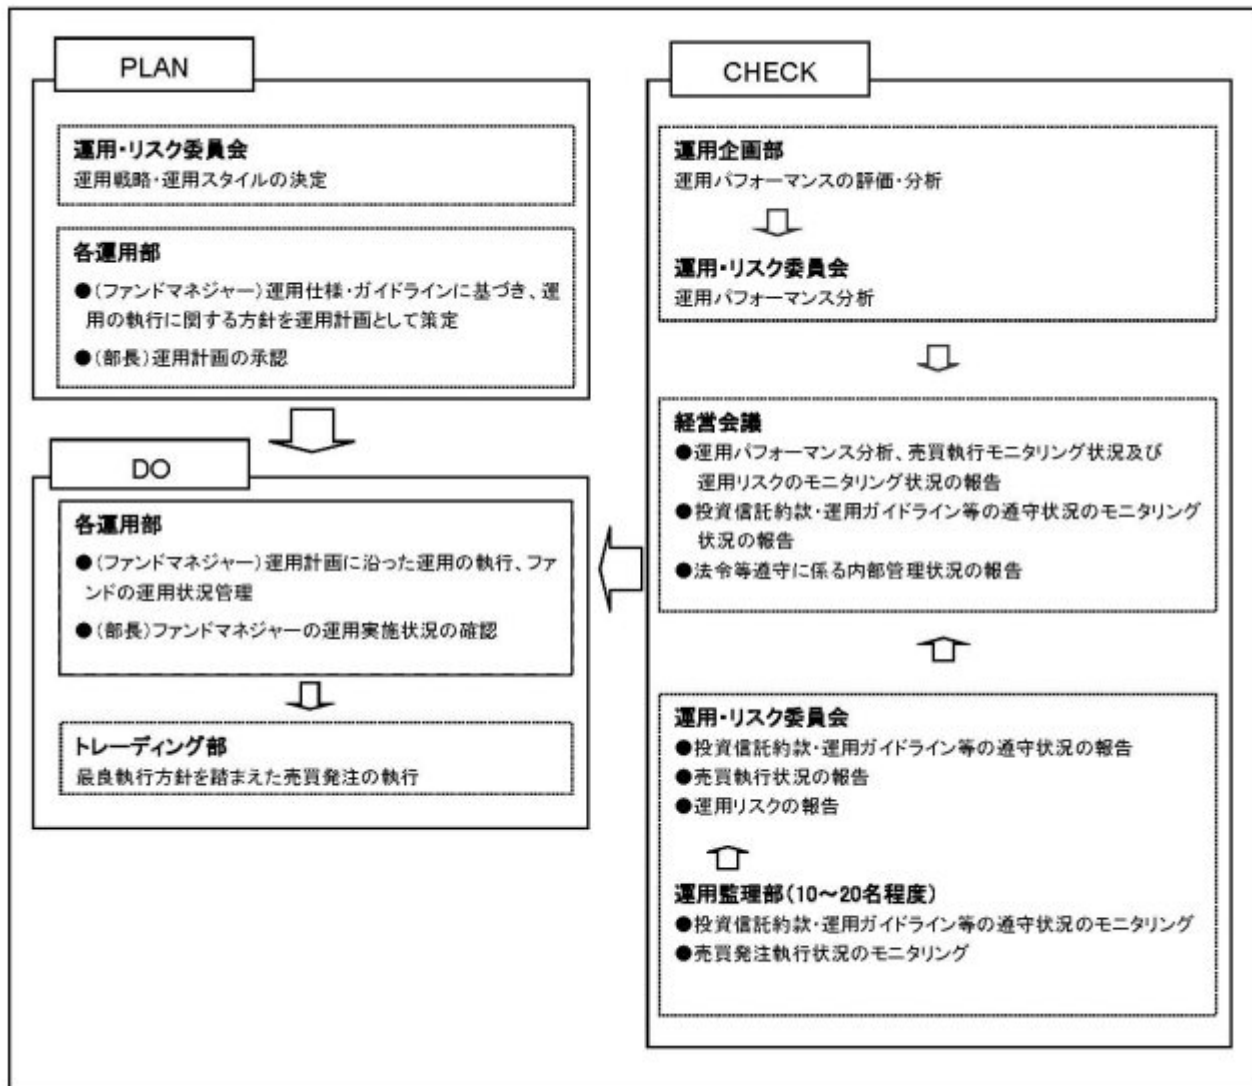 PLAN
運用・リスク委員会
運用戦略・運用スタイルの決定
各運用部
●(ファンドマネジャー)運用仕様・ガイドラインに基づき、運
用の執行に関する方針を運用計画として策定
●(部長)運用計画の承認
DO
各運用部
●(ファンドマネジャー)運用計画に沿った運用の執行、ファ
ンドの運用状況管理
●(部長)ファンドマネジャーの運用実施状況の確認
トレーディング部
最良執行方針を踏まえた売買発注の執行
CHECK
運用企画部
運用パフォーマンスの評価・分析
運用・リスク委員会
運用パフォーマンス分析
経営会議
●運用パフォーマンス分析、売買執行モニタリング状況及び
運用リスクのモニタリング状況の報告
●投資信託約款・運用ガイドライン等の遵守状況のモニタリング
状況の報告
●法令等遵守に係る内部管理状況の報告
運用・リスク委員会
●投資信託約款・運用ガイドライン等の遵守状況の報告
●売買執行状況の報告
●運用リスクの報告
運用監理部(10～20名程度)
●投資信託約款・運用ガイドライン等の遵守状況のモニタリング
●売買発注執行状況のモニタリング